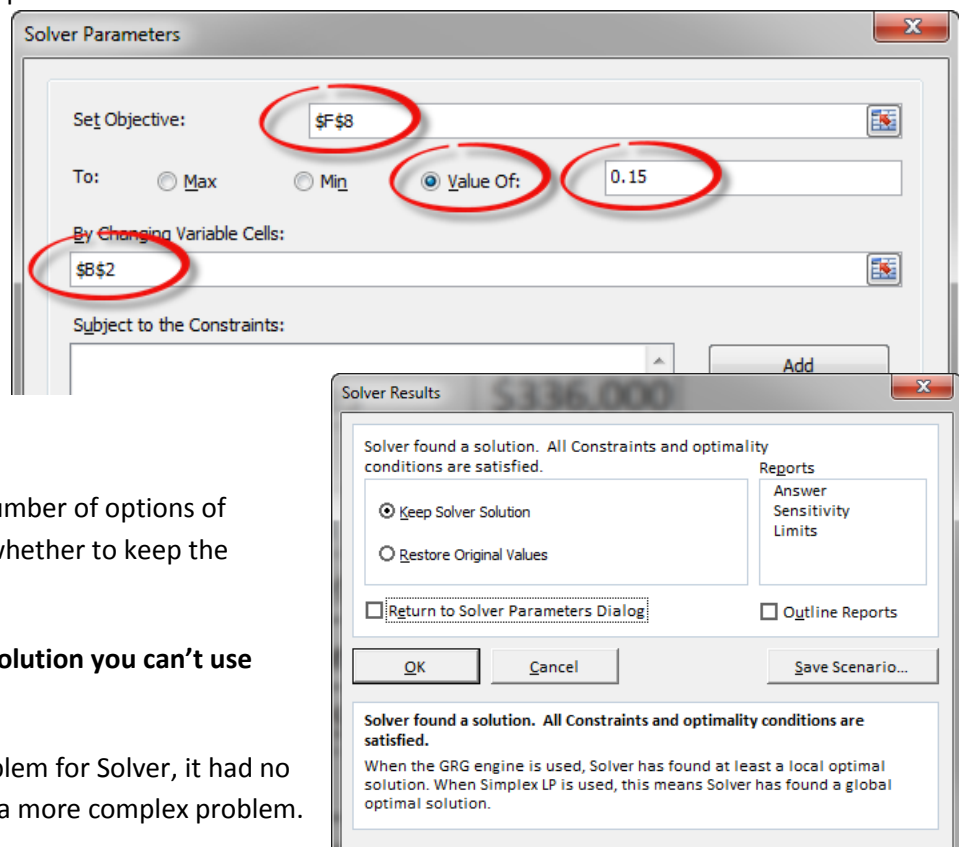 Solver Parameters
X
Set Objective:
$F$8
To:
Max
Min
Value Of:
0.15
By Changing Variable Cells:
$B$2
Subject to the Constraints:
Add
Solver Results
$336,000
X
Solver found a solution. All Constraints and optimality
conditions are satisfied.
Reports
Answer
Sensitivity
Limits
Keep Solver Solution
Restore Original Values
Return to Solver Parameters Dialog
Outline Reports
OK
Cancel
Save Scenario...
Solver found a solution. All Constraints and optimality conditions are
satisfied.
When the GRG engine is used, Solver has found at least a local optimal
solution. When Simplex LP is used, this means Solver has found a global
optimal solution.
number of options of
whether to keep the
olution you can’t use
blem for Solver, it had no
a more complex problem.